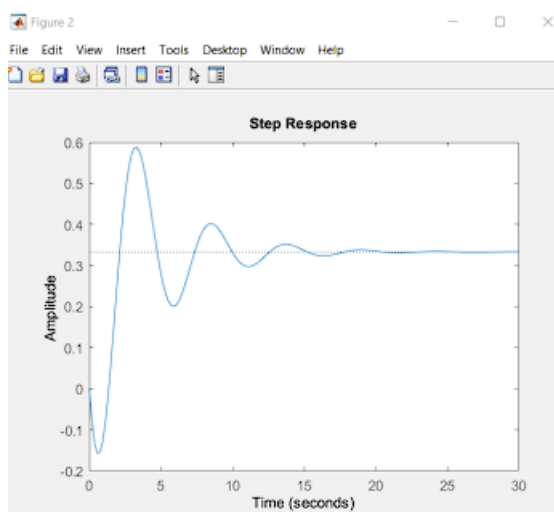 Figure 2
File Edit View Insert Tools Desktop Window Help
Step Response
0.6
0.5
0.4
0.3
0.2
0.1
0
-0.1
-0.2
Amplitude
0 5 10 15 20 25 30
Time (seconds)